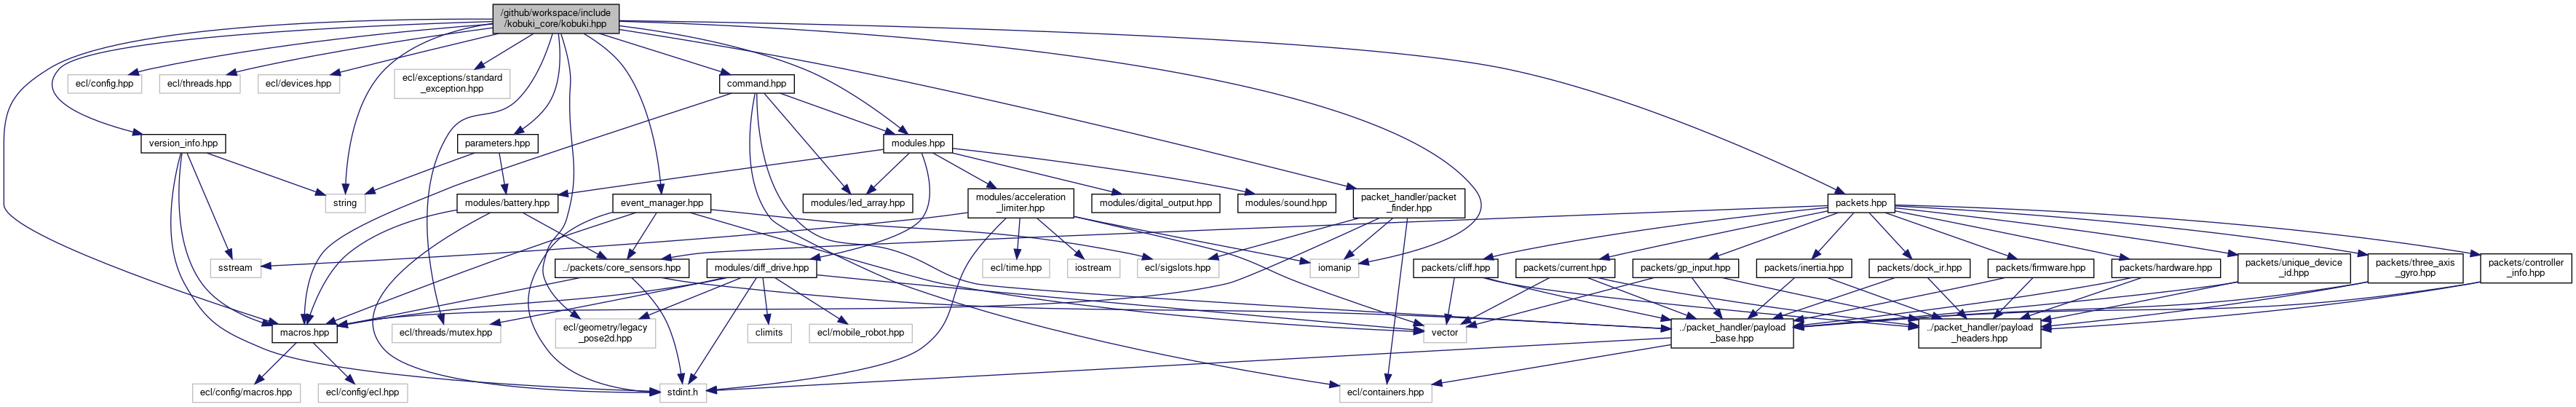 /github/workspace/include
/kobuki_core/kobuki.hpp
ecl/config.hpp
ecl/threads.hpp
ecl/devices.hpp
ecl/exceptions/standard
_exception.hpp
command.hpp
version_info.hpp
parameters.hpp
modules.hpp
string
modules/battery.hpp
event_manager.hpp
modules/led_array.hpp
modules/acceleration
_limiter.hpp
modules/digital_output.hpp
modules/sound.hpp
packet_handler/packet
_finder.hpp
packets.hpp
sstream
../packets/core_sensors.hpp
modules/diff_drive.hpp
ecl/time.hpp
iostream
ecl/sigslots.hpp
iomanip
packets/cliff.hpp
packets/current.hpp
packets/gp_input.hpp
packets/inertia.hpp
packets/dock_ir.hpp
packets/firmware.hpp
packets/hardware.hpp
packets/unique_device
_id.hpp
packets/three_axis
_gyro.hpp
packets/controller
_info.hpp
macros.hpp
ecl/threads/mutex.hpp
ecl/geometry/legacy
_pose2d.hpp
climits
ecl/mobile_robot.hpp
vector
../packet_handler/payload
_base.hpp
../packet_handler/payload
_headers.hpp
ecl/config/macros.hpp
ecl/config/ecl.hpp
stdint.h
ecl/containers.hpp